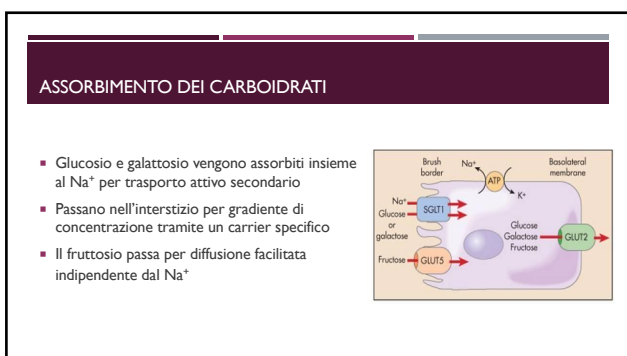 ASSORBIMENTO DEI CARBOIDRATI
▪ Glucosio e galattosio vengono assorbiti insieme
al Na⁺ per trasporto attivo secondario
▪ Passano nell'interstizio per gradiente di
concentrazione tramite un carrier specifico
▪ Il fruttosio passa per diffusione facilitata
indipendente dal Na⁺
Brush
border
Na⁺
ATP
K⁺
Basolateral
membrane
Na⁺
Glucose
or
galactose
SGLT1
Fructose
GLUT5
Glucose
Galactose
Fructose
GLUT2